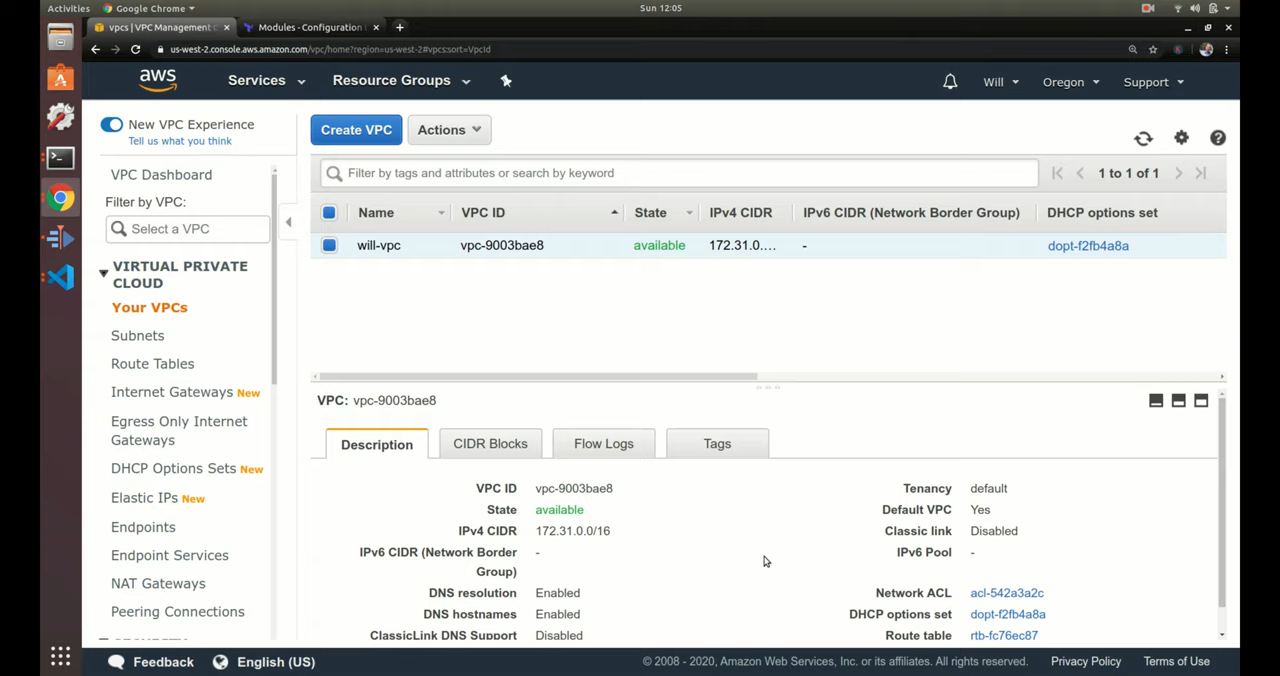 Activities Google Chrome Sun 12:05
vpcs | VPC Management C Modules - Configuration
us-west-2.console.aws.amazon.com/vpc/home?region=us-west-2#vpcs:sort=VpcId
aws Services Resource Groups Will Oregon Support
New VPC Experience
Tell us what you think
VPC Dashboard
Filter by VPC:
Select a VPC
VIRTUAL PRIVATE
CLOUD
Your VPCs
Subnets
Route Tables
Internet Gateways New
Egress Only Internet
Gateways
DHCP Options Sets New
Elastic IPs New
Endpoints
Endpoint Services
NAT Gateways
Peering Connections
Create VPC Actions
Filter by tags and attributes or search by keyword
1 to 1 of 1
Name VPC ID State IPv4 CIDR IPv6 CIDR (Network Border Group) DHCP options set
will-vpc vpc-9003bae8 available 172.31.0.... - dopt-f2fb4a8a
VPC: vpc-9003bae8
Description CIDR Blocks Flow Logs Tags
VPC ID vpc-9003bae8 Tenancy default
State available Default VPC Yes
IPv4 CIDR 172.31.0.0/16 Classic link Disabled
IPv6 CIDR (Network Border - IPv6 Pool -
Group)
DNS resolution Enabled Network ACL acl-542a3a2c
DNS hostnames Enabled DHCP options set dopt-f2fb4a8a
ClassicLink DNS Support Disabled Route table rtb-fc76ec87
Feedback English (US) © 2008 - 2020, Amazon Web Services, Inc. or its affiliates. All rights reserved. Privacy Policy Terms of Use